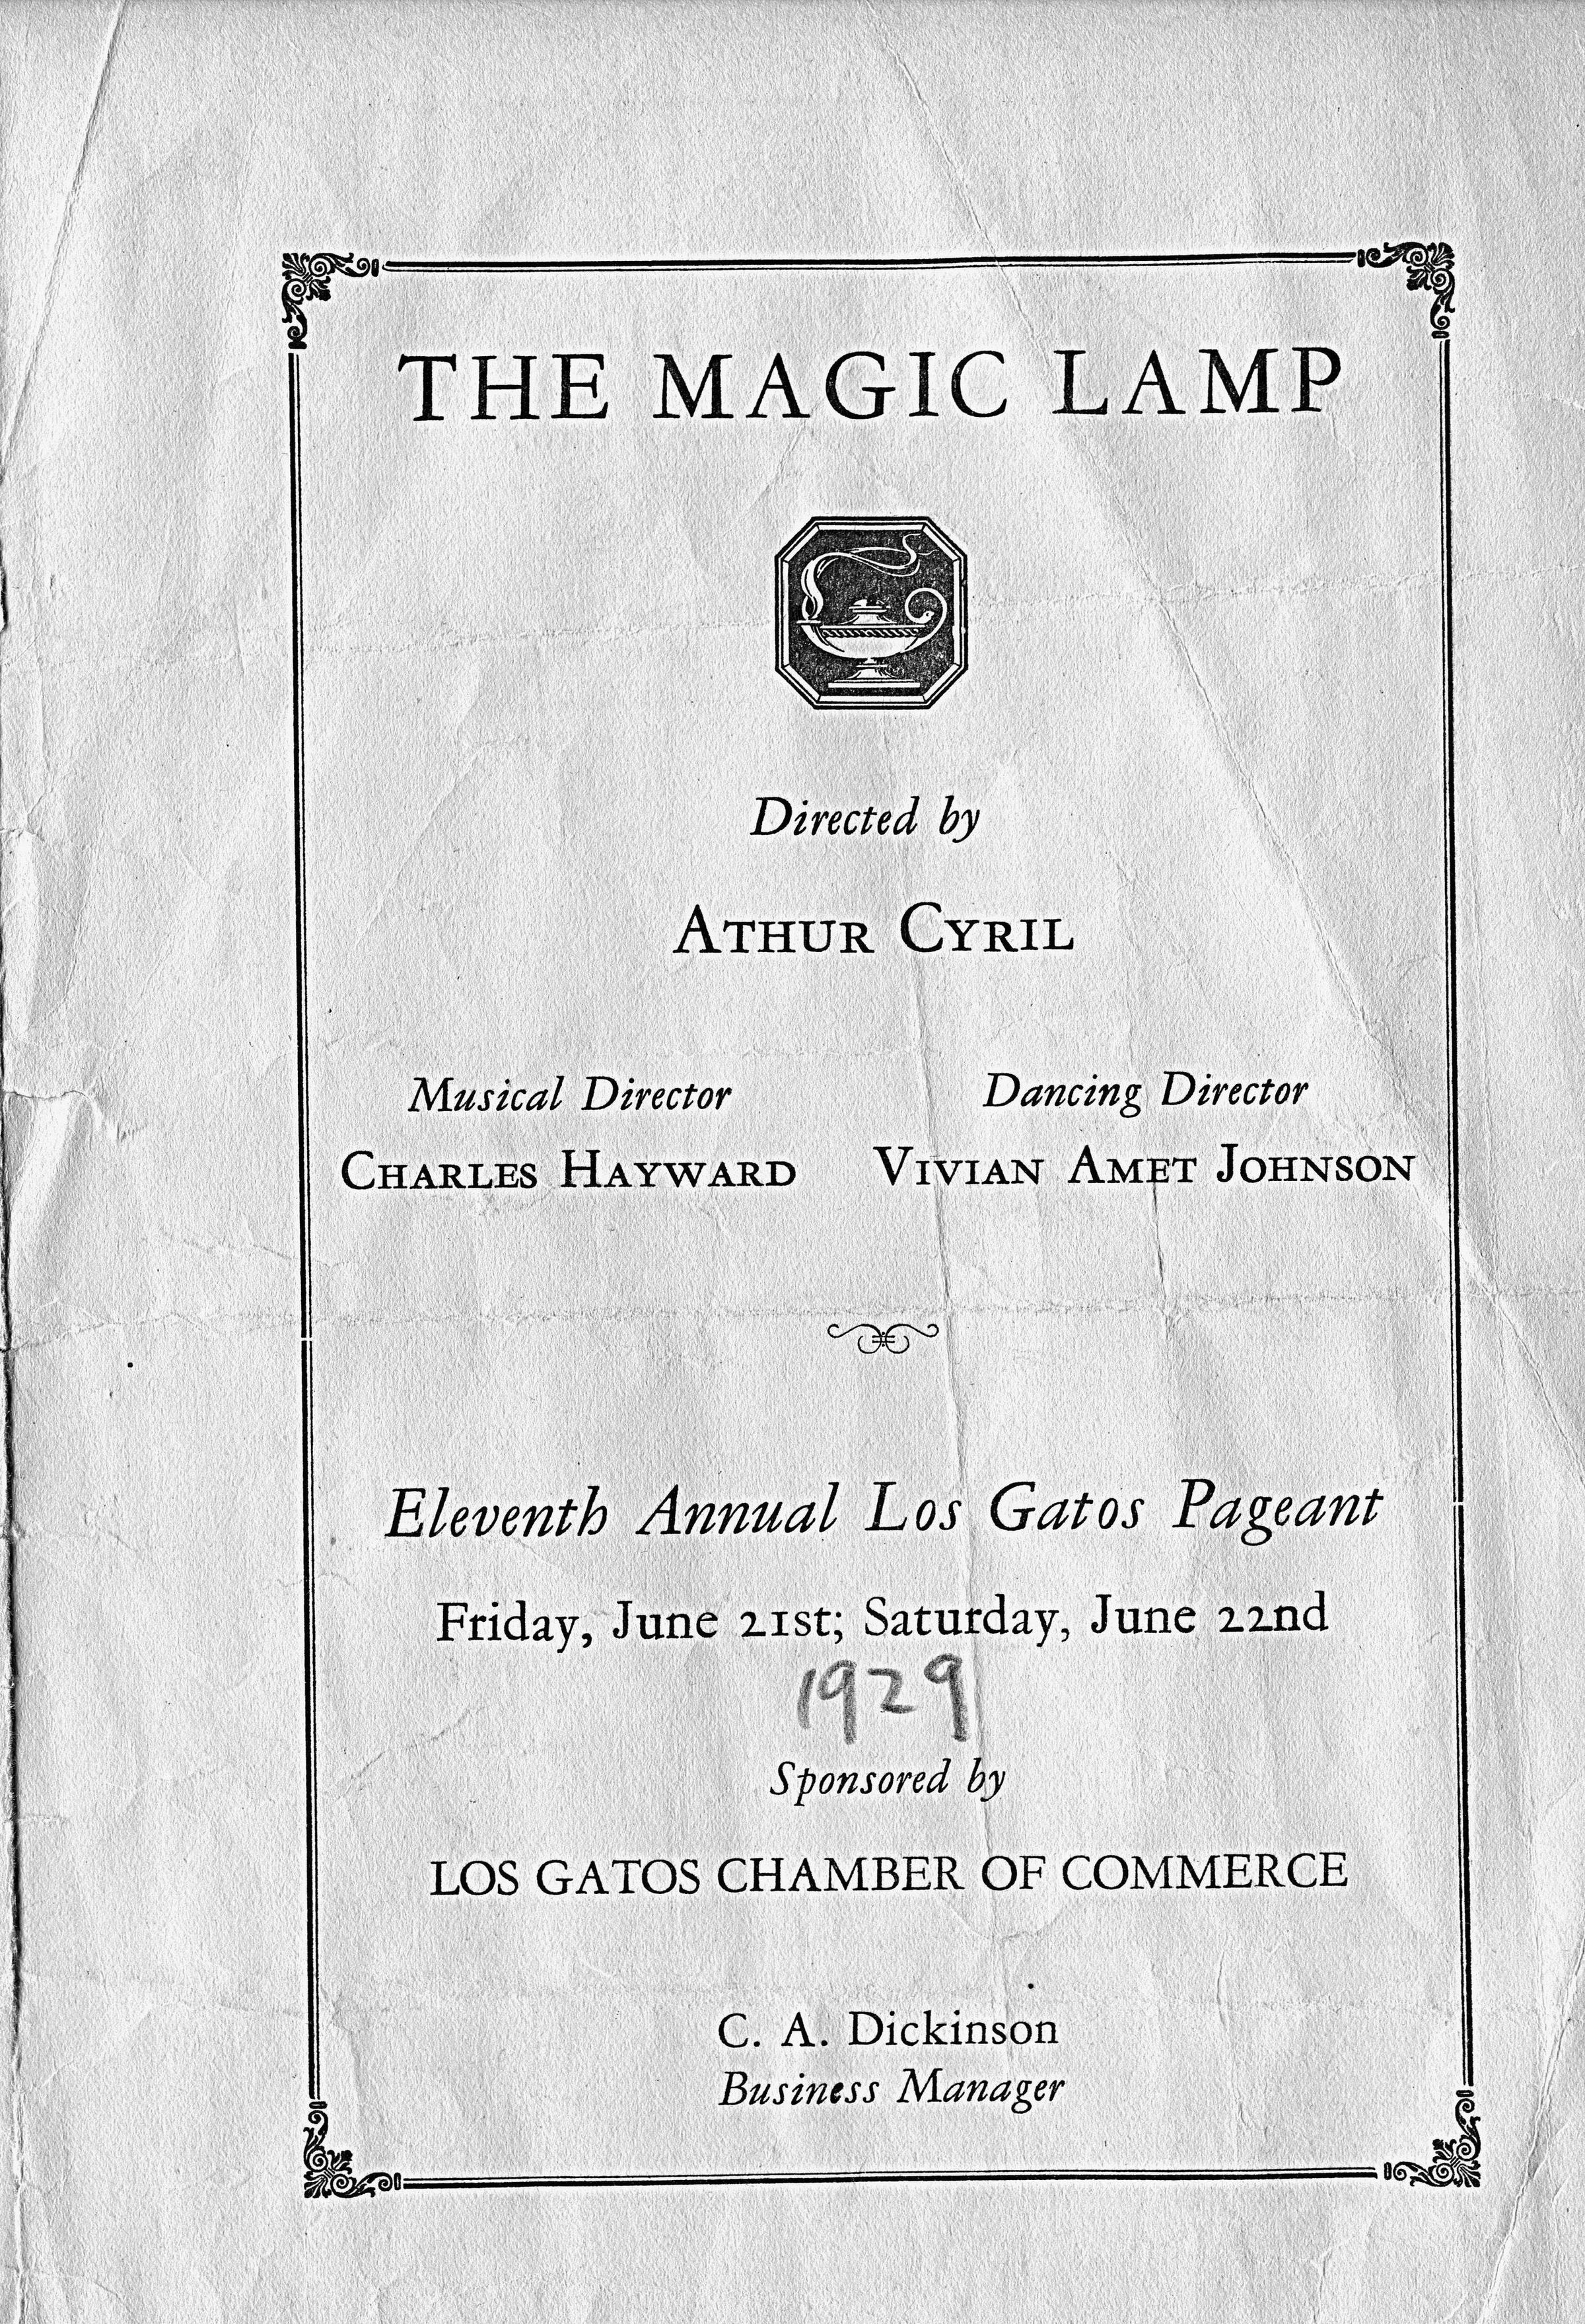 THE MAGIC LAMP
Directed by
ATHUR CYRIL
Musical Director
CHARLES HAYWARD
Dancing Director
VIVIAN AMET JOHNSON
Eleventh Annual Los Gatos Pageant
Friday, June 21st; Saturday, June 22nd
1929
Sponsored by
LOS GATOS CHAMBER OF COMMERCE
C. A. Dickinson
Business Manager